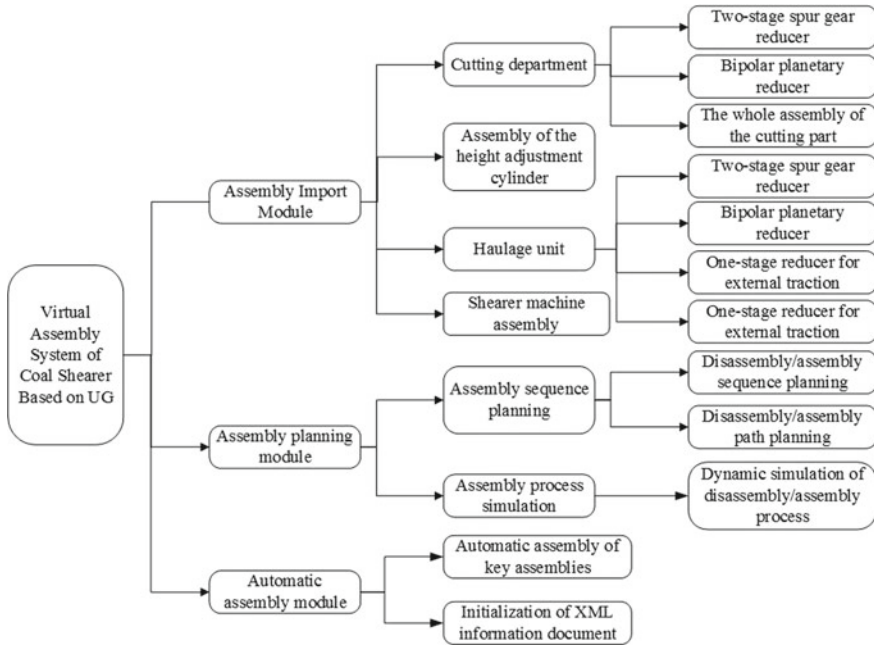 Virtual
Assembly
System of
Coal Shearer
Based on UG
Assembly Import
Module
Cutting department
Two-stage spur gear
reducer
Bipolar planetary
reducer
The whole assembly of
the cutting part
Assembly of the
height adjustment
cylinder
Haulage unit
Two-stage spur gear
reducer
Bipolar planetary
reducer
One-stage reducer for
external traction
One-stage reducer for
external traction
Shearer machine
assembly
Assembly planning
module
Assembly sequence
planning
Disassembly/assembly
sequence planning
Disassembly/assembly
path planning
Assembly process
simulation
Dynamic simulation of
disassembly/assembly
process
Automatic
assembly module
Automatic assembly of
key assemblies
Initialization of XML
information document